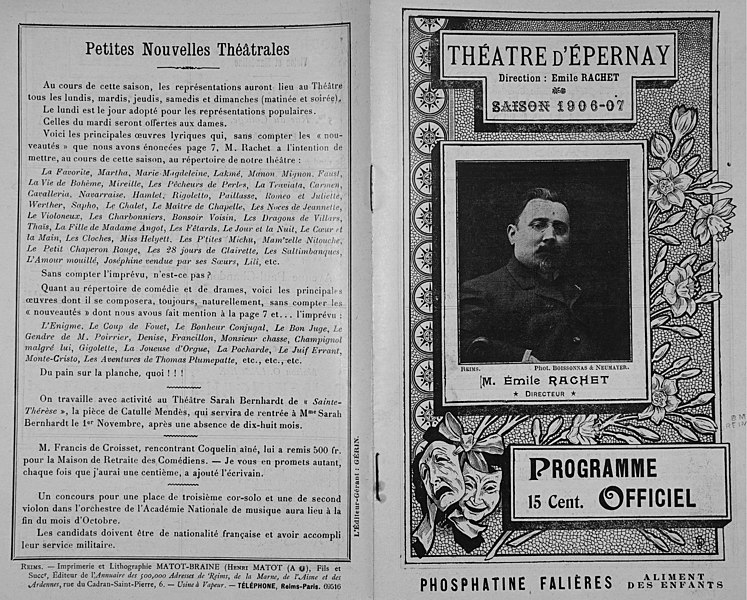 Petites Nouvelles Théâtrales
Au cours de cette saison, les représentations auront lieu au Théâtre
tous les lundis, mardis, jeudis, samedis et dimanches (matinée et soirée).
Le lundi est le jour adopté pour les représentations populaires.
Celles du mardi seront offertes aux dames.
Voici les principales œuvres lyriques qui, sans compter les « nou-
veautés » que nous avons énoncées page 7, M. Rachet a l'intention de
mettre, au cours de cette saison, au répertoire de notre théâtre :
La Favorite, Martha, Marie-Magdeleine, Lakmé, Manon, Mignon, Faust,
La Vie de Bohème, Mireille, Les Pêcheurs de Perles, La Traviata, Carmen,
Cavalleria, Navarraise, Hamlet, Rigoletto, Paillasse, Roméo et Juliette,
Werther, Sapho, Le Chalet, Le Maître de Chapelle, Les Noces de Jeannette,
Le Violoneux, Les Charbonniers, Bonsoir Voisin, Les Dragons de Villars,
Thaïs, La Fille de Madame Angot, Les Fêtards, Le Jour et la Nuit, Le Cœur et
la Main, Les Cloches, Miss Helyett, Les P'tites Michu, Mam'zelle Nitouche,
Le Petit Chaperon Rouge, Les 28 jours de Clairette, Les Saltimbanques,
L'Amour mouillé, Joséphine vendue par ses Sœurs, Lili, etc.
Sans compter l'imprévu, n'est-ce pas ?
Quant au répertoire de comédie et de drames, voici les principales
œuvres dont il se composera, toujours, naturellement, sans compter les
« nouveautés » dont nous avons fait mention à la page 7 et... l'imprévu :
L'Enigme, Le Coup de Fouet, Le Bonheur Conjugal, Le Bon Juge, Le
Gendre de M. Poirrier, Denise, Francillon, Monsieur chasse, Champignol
malgré lui, Gigolette, La Joueuse d'Orgue, La Pocharde, Le Juif Errant,
Monte-Cristo, Les Aventures de Thomas Plumepatte, etc., etc., etc.
Du pain sur la planche, quoi ! ! !
On travaille avec activité au Théâtre Sarah Bernhardt de « Sainte-
Thérèse », la pièce de Catulle Mendès, qui servira de rentrée à Mme Sarah
Bernhardt le 1er Novembre, après une absence de dix-huit mois.
M. Francis de Croisset, rencontrant Coquelin aîné, lui a remis 500 fr.
pour la Maison de Retraite des Comédiens. — Je vous en promets autant,
chaque fois que j'aurai une centième, a ajouté l'écrivain.
Un concours pour une place de troisième cor-solo et une de second
violon dans l'orchestre de l'Académie Nationale de musique aura lieu à la
fin du mois d'Octobre.
Les candidats doivent être de nationalité française et avoir accompli
leur service militaire.
L'Éditeur-Gérant : GÉRIN.
REIMS. — Imprimerie et Lithographie MATOT-BRAINE (HENRI MATOT (A), Fils et
Succr, Éditeur de l'Annuaire des 500,000 Adresses de Reims, de la Marne, de l'Aisne et des
Ardennes, rue du Cadran-Saint-Pierre, 6. — Usine à Vapeur. — TÉLÉPHONE, Reims-Paris. 69516
THÉATRE D'ÉPERNAY
Direction : Emile RACHET
SAISON 1906-07
REIMS. Phot. BOISSONNAS & NEUMAYER.
M. Émile RACHET
★ DIRECTEUR ★
PROGRAMME
15 Cent. OFFICIEL
PHOSPHATINE FALIÈRES ALIMENT
DES ENFANTS
BM
REIMS